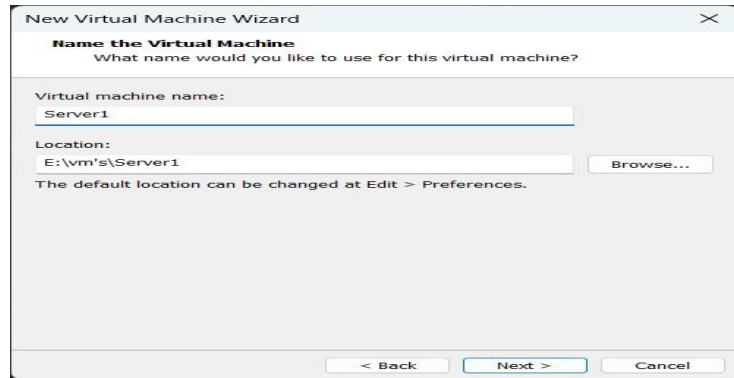 New Virtual Machine Wizard
Name the Virtual Machine
What name would you like to use for this virtual machine?
Virtual machine name:
Server1
Location:
E:\vm's\Server1
Browse...
The default location can be changed at Edit > Preferences.
< Back
Next >
Cancel